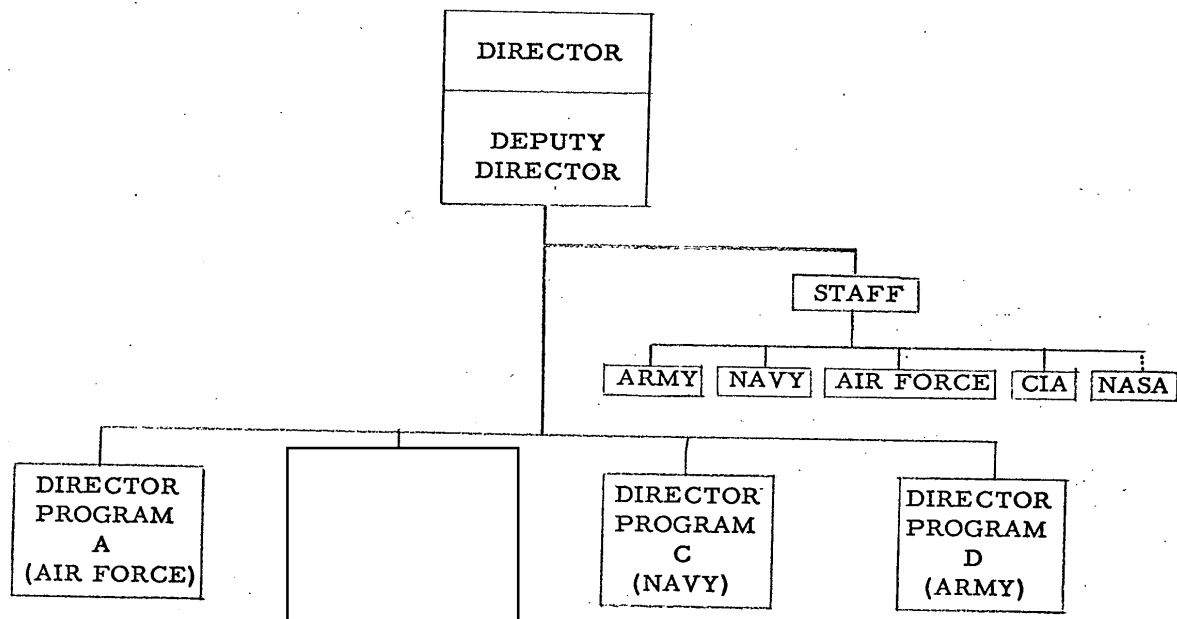 DIRECTOR
DEPUTY
DIRECTOR
STAFF
ARMY
NAVY
AIR FORCE
CIA
NASA
DIRECTOR
PROGRAM
A
(AIR FORCE)
DIRECTOR
PROGRAM
C
(NAVY)
DIRECTOR
PROGRAM
D
(ARMY)